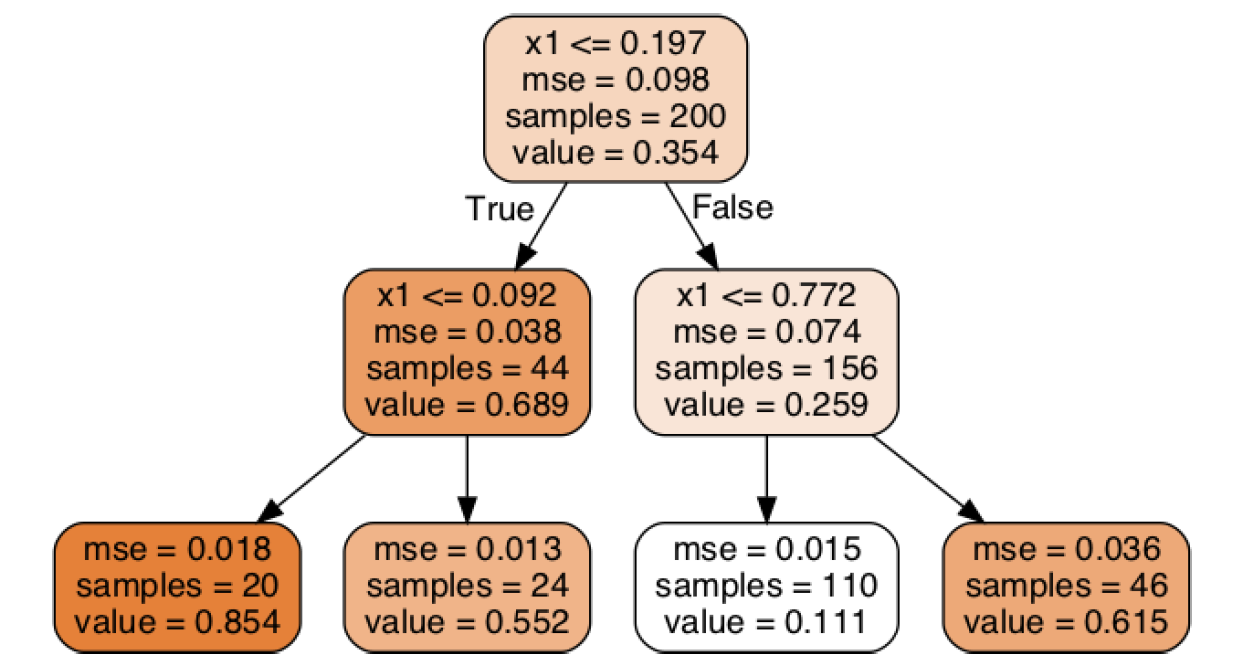 x1 <= 0.197
mse = 0.098
samples = 200
value = 0.354
True
False
x1 <= 0.092
mse = 0.038
samples = 44
value = 0.689
x1 <= 0.772
mse = 0.074
samples = 156
value = 0.259
mse = 0.018
samples = 20
value = 0.854
mse = 0.013
samples = 24
value = 0.552
mse = 0.015
samples = 110
value = 0.111
mse = 0.036
samples = 46
value = 0.615